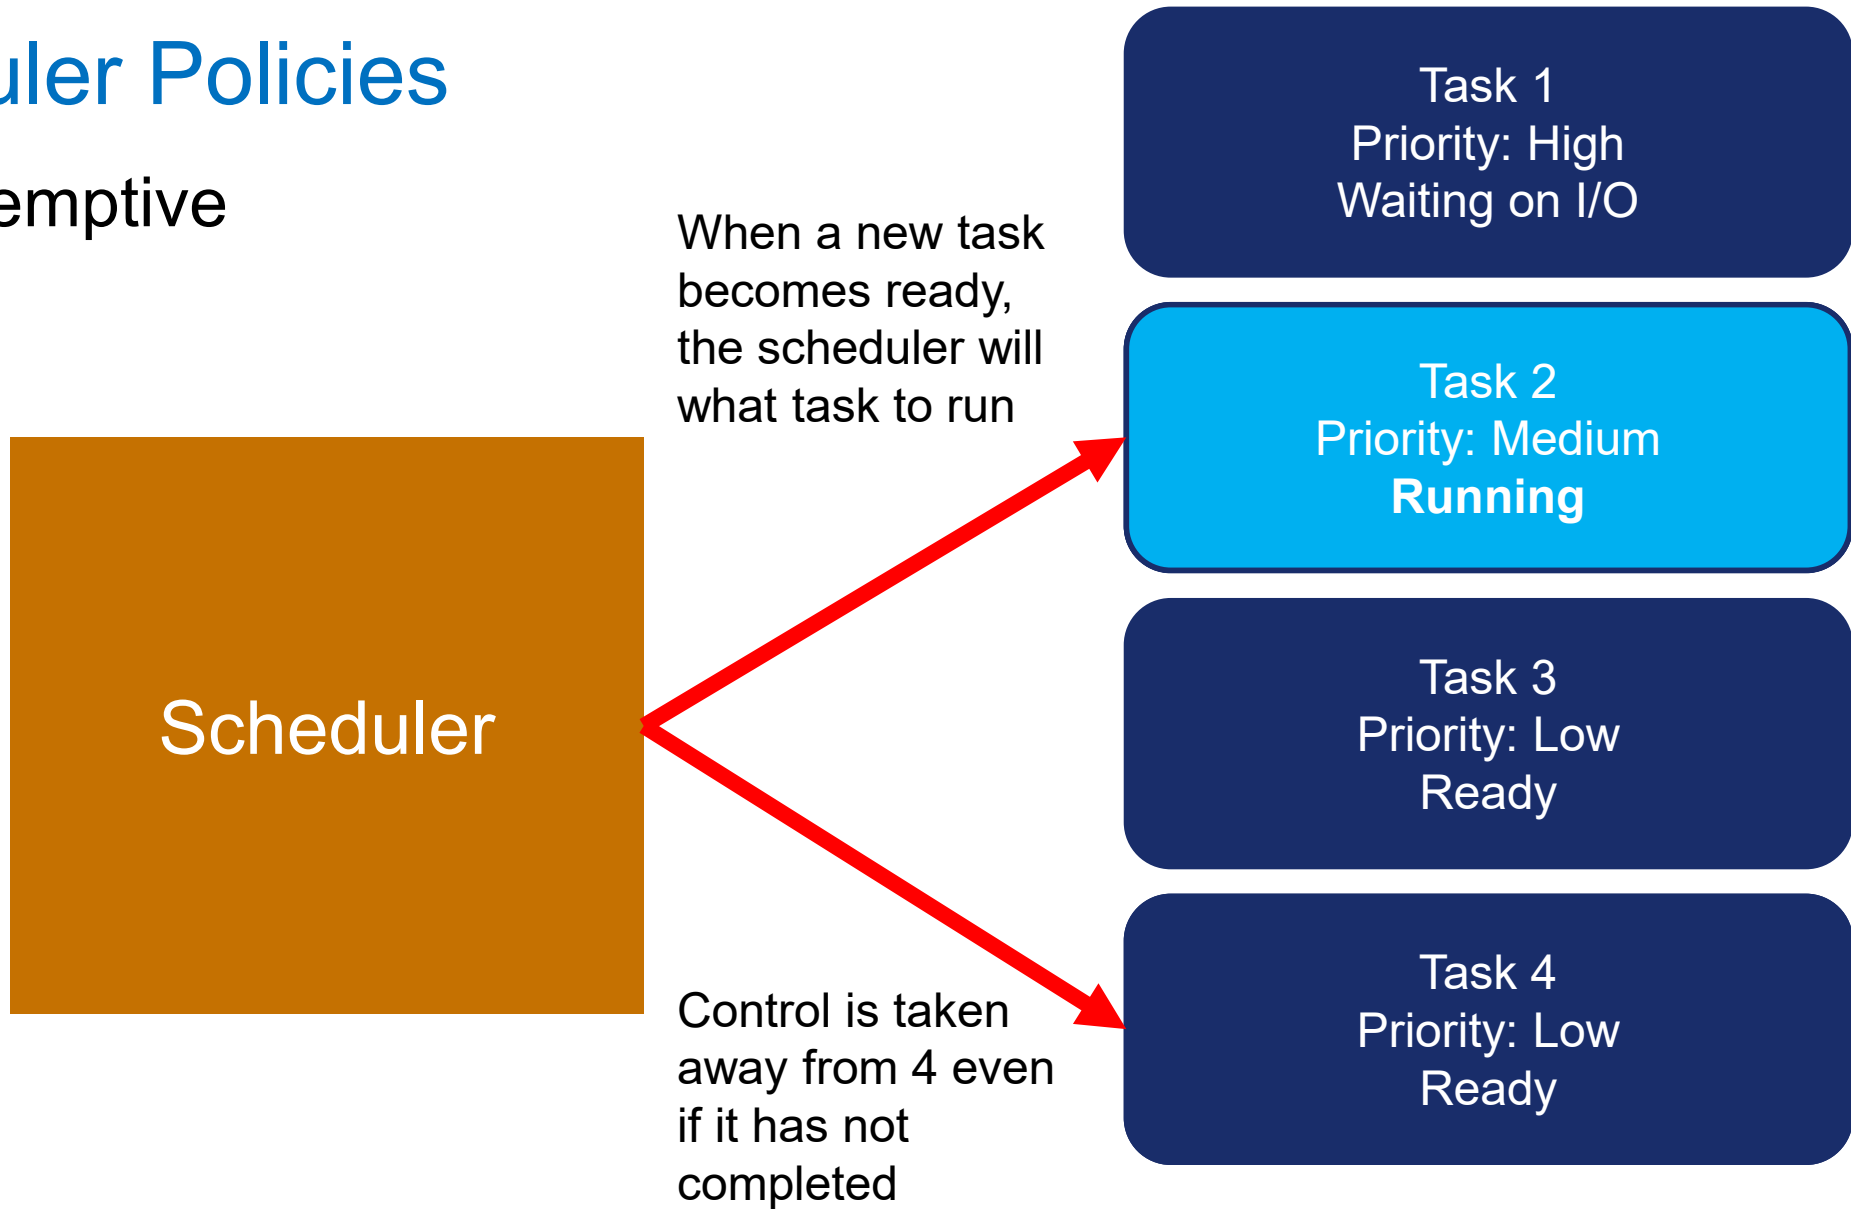 uler Policies
emptive
When a new task
becomes ready,
the scheduler will
what task to run
Scheduler
Control is taken
away from 4 even
if it has not
completed
Task 1
Priority: High
Waiting on I/O
Task 2
Priority: Medium
Running
Task 3
Priority: Low
Ready
Task 4
Priority: Low
Ready